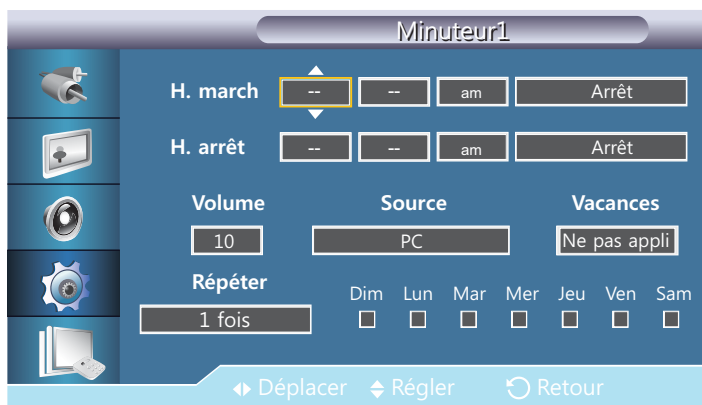 Minuteur1
H. march -- -- am Arrêt
H. arrêt -- -- am Arrêt
Volume Source Vacances
10 PC Ne pas appli
Répéter Dim Lun Mar Mer Jeu Ven Sam
1 fois
Déplacer Régler Retour